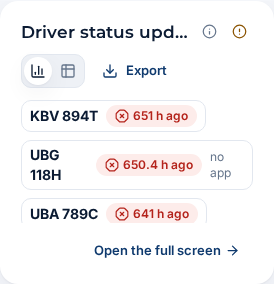 Driver status upd...
Export
KBV 894T 651 h ago
UBG 118H 650.4 h ago no app
UBA 789C 641 h ago
Open the full screen →